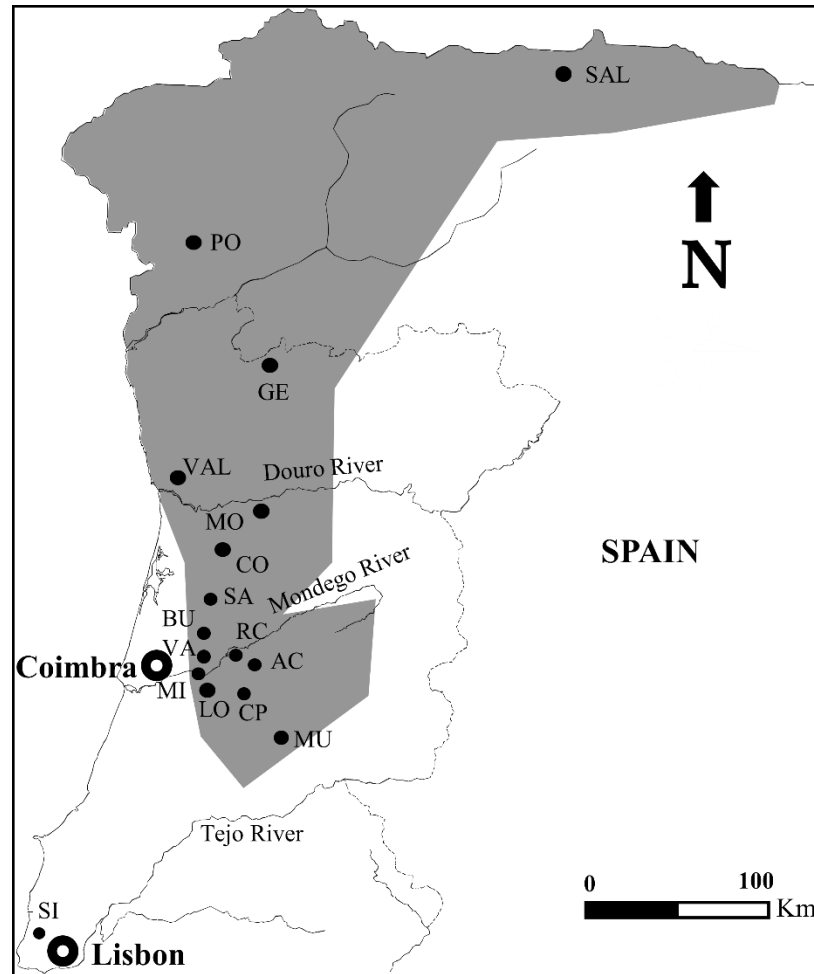 SAL
PO
N
GE
VAL
Douro River
MO
CO
SPAIN
Mondego River
SA
BU
RC
VA
Coimbra
AC
MI
LO
CP
MU
Tejo River
0 100
Km
SI
Lisbon